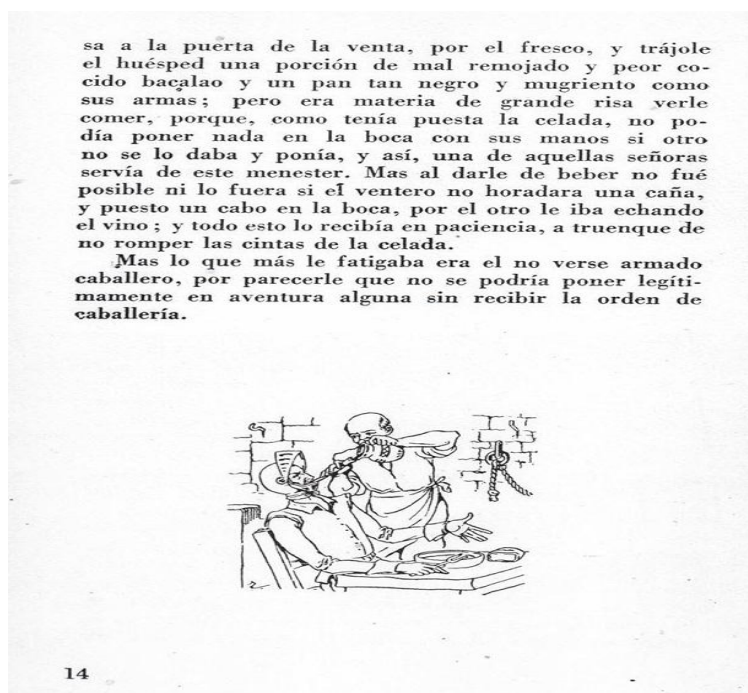 sa a la puerta de la venta, por el fresco, y trájole
el huésped una porción de mal remojado y peor co-
cido bacalao y un pan tan negro y mugriento como
sus armas; pero era materia de grande risa verle
comer, porque, como tenía puesta la celada, no po-
día poner nada en la boca con sus manos si otro
no se lo daba y ponía, y así, una de aquellas señoras
servía de este menester. Mas al darle de beber no fué
posible ni lo fuera si el ventero no horadara una caña,
y puesto un cabo en la boca, por el otro le iba echando
el vino; y todo esto lo recibía en paciencia, a truenque de
no romper las cintas de la celada.
Mas lo que más le fatigaba era el no verse armado
caballero, por parecerle que no se podría poner legíti-
mamente en aventura alguna sin recibir la orden de
caballería.
14